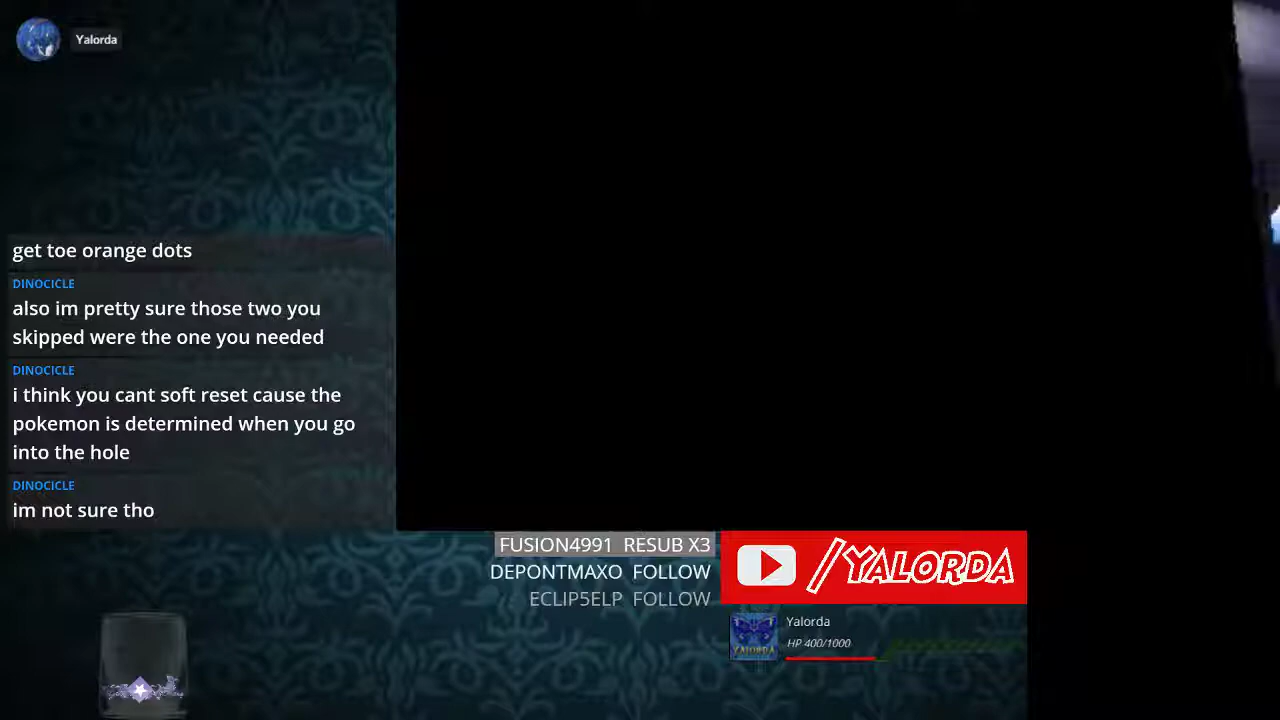 Yalorda
get toe orange dots
DINOCICLE
also im pretty sure those two you
skipped were the one you needed
DINOCICLE
i think you cant soft reset cause the
pokemon is determined when you go
into the hole
DINOCICLE
im not sure tho
FUSION4991 RESUB X3
DEPONTMAXO FOLLOW
ECLIP5ELP FOLLOW
/YALORDA
Yalorda
HP 400/1000
YALORDA